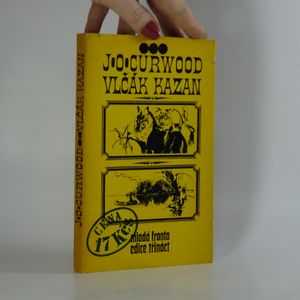 J·O·CURWOOD
VLČÁK KAZAN
CENA
17 Kčs
mladá fronta
edice třináct
J·O·CURWOOD VLČÁK KAZAN